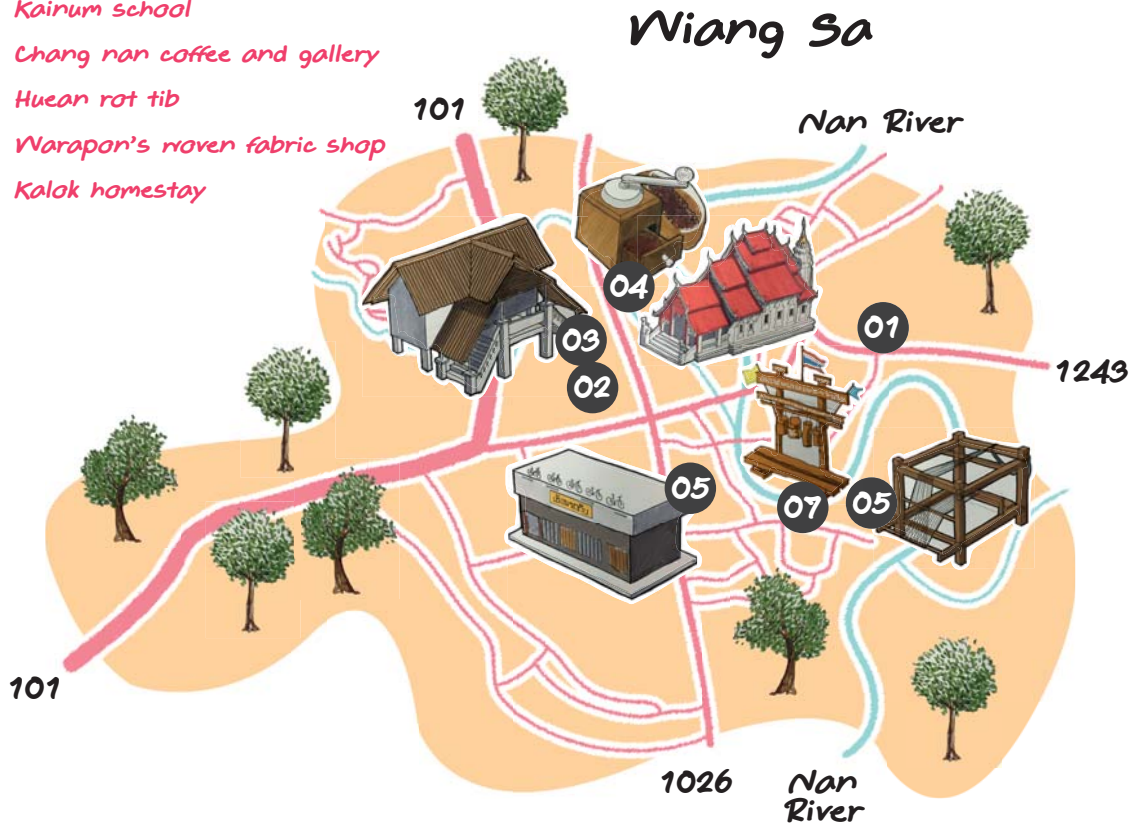 Kainum school
Wiang Sa
Chang nan coffee and gallery
Huean rot tib
101
Nan River
Warapon's woven fabric shop
Kalok homestay
04
01
03
1243
02
05
07
05
101
1026
Nan
River